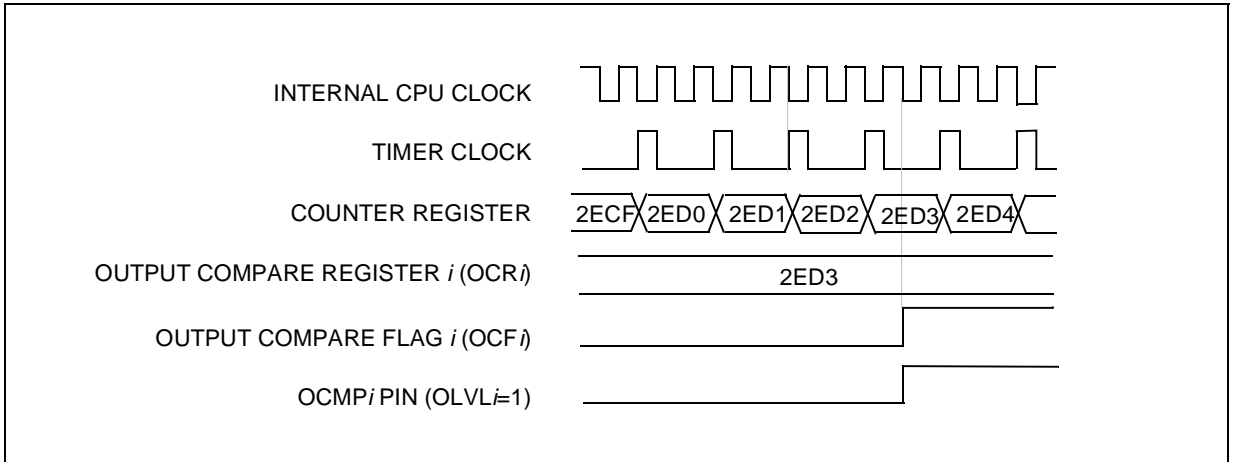 INTERNAL CPU CLOCK
TIMER CLOCK
COUNTER REGISTER 2ECF 2ED0 2ED1 2ED2 2ED3 2ED4
OUTPUT COMPARE REGISTER i (OCRi) 2ED3
OUTPUT COMPARE FLAG i (OCFi)
OCMPi PIN (OLVLi=1)